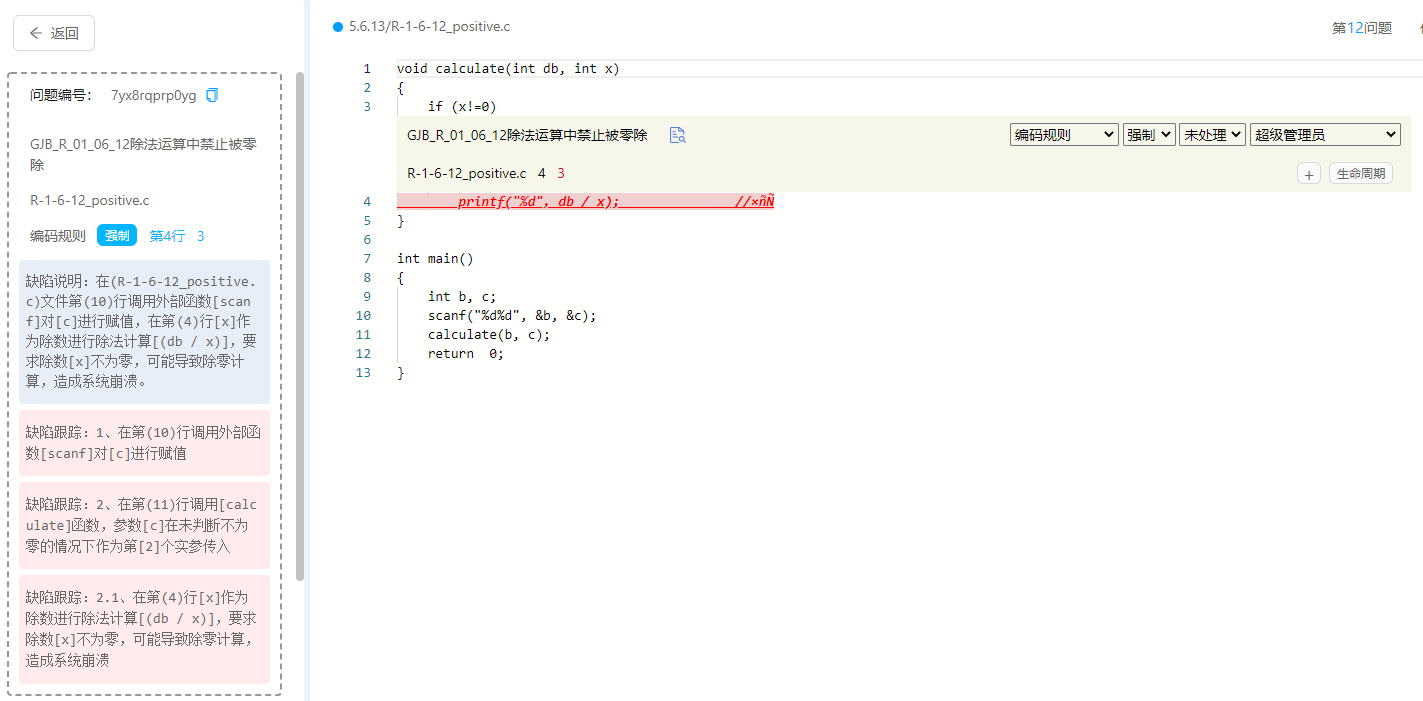 返回
问题编号： 7yx8rqprp0yg
GJB_R_01_06_12除法运算中禁止被零
除
R-1-6-12_positive.c
编码规则 强制 第4行 3
缺陷说明：在(R-1-6-12_positive.
c)文件第(10)行调用外部函数[scan
f]对[c]进行赋值，在第(4)行[x]作
为除数进行除法计算[(db / x)]，要
求除数[x]不为零，可能导致除零计
算，造成系统崩溃。
缺陷跟踪：1、在第(10)行调用外部函
数[scanf]对[c]进行赋值
缺陷跟踪：2、在第(11)行调用[calc
ulate]函数，参数[c]在未判断不为
零的情况下作为第[2]个实参传入
缺陷跟踪：2.1、在第(4)行[x]作为
除数进行除法计算[(db / x)]，要求
除数[x]不为零，可能导致除零计算，
造成系统崩溃
5.6.13/R-1-6-12_positive.c
第12问题
1 void calculate(int db, int x)
2 {
3 if (x!=0)
GJB_R_01_06_12除法运算中禁止被零除 编码规则 强制 未处理 超级管理员
R-1-6-12_positive.c 4 3 + 生命周期
4 printf("%d", db / x); //×ñÑ
5 }
6
7 int main()
8 {
9 int b, c;
10 scanf("%d%d", &b, &c);
11 calculate(b, c);
12 return 0;
13 }